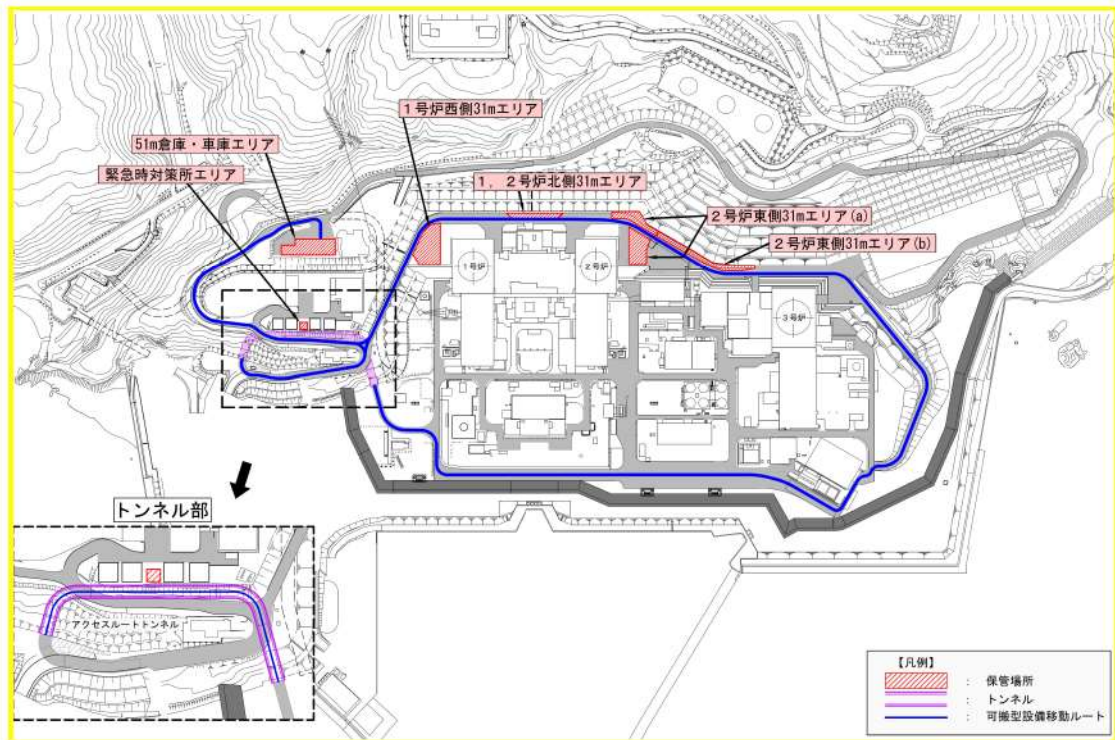 1号炉西側31mエリア
51m倉庫・車庫エリア
緊急時対策所エリア
1,2号炉北側31mエリア
2号炉東側31mエリア(a)
2号炉東側31mエリア(b)
1号炉
2号炉
3号炉
トンネル部
アクセスルートトンネル
【凡例】
: 保管場所
: トンネル
: 可搬型設備移動ルート